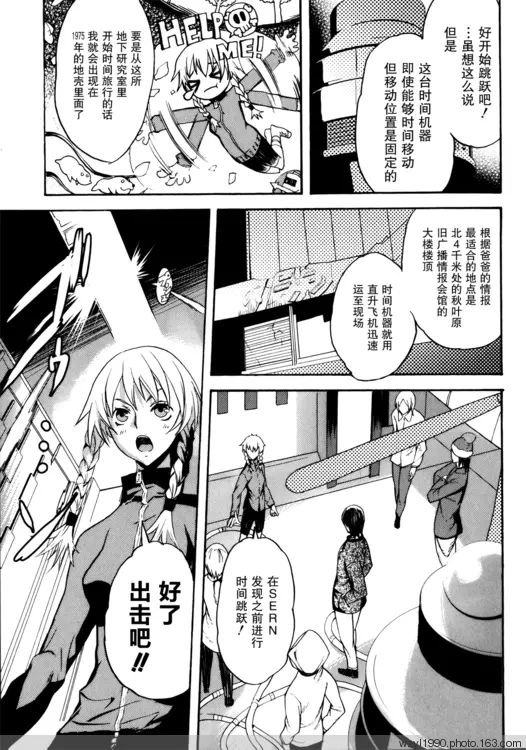 好开始跳跃吧！
…虽想这么说
但是
这台时间机器
即使能够时间移动
但移动位置是固定的
HELP
ME!
要是从这所
地下研究室里
开始时间旅行的话
我就会出现在
1975
年的地壳里面了
根据爸爸的情报
最适合的地点是
北4千米处的秋叶原
旧广播情报会馆的
大楼楼顶
时间机器就用
直升飞机迅速
运至现场
好了
出击吧!!
在SERN
发现之前进行
时间跳跃！
wzyl1990.photo.163.com